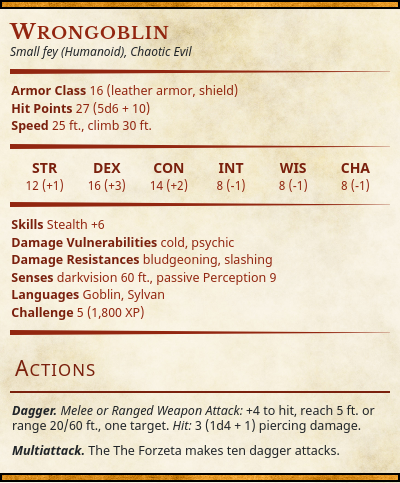 Wrongoblin
Small fey (Humanoid), Chaotic Evil
Armor Class 16 (leather armor, shield)
Hit Points 27 (5d6 + 10)
Speed 25 ft., climb 30 ft.
STR DEX CON INT WIS CHA
12 (+1) 16 (+3) 14 (+2) 8 (-1) 8 (-1) 8 (-1)
Skills Stealth +6
Damage Vulnerabilities cold, psychic
Damage Resistances bludgeoning, slashing
Senses darkvision 60 ft., passive Perception 9
Languages Goblin, Sylvan
Challenge 5 (1,800 XP)
Actions
Dagger. Melee or Ranged Weapon Attack: +4 to hit, reach 5 ft. or
range 20/60 ft., one target. Hit: 3 (1d4 + 1) piercing damage.
Multiattack. The The Forzeta makes ten dagger attacks.